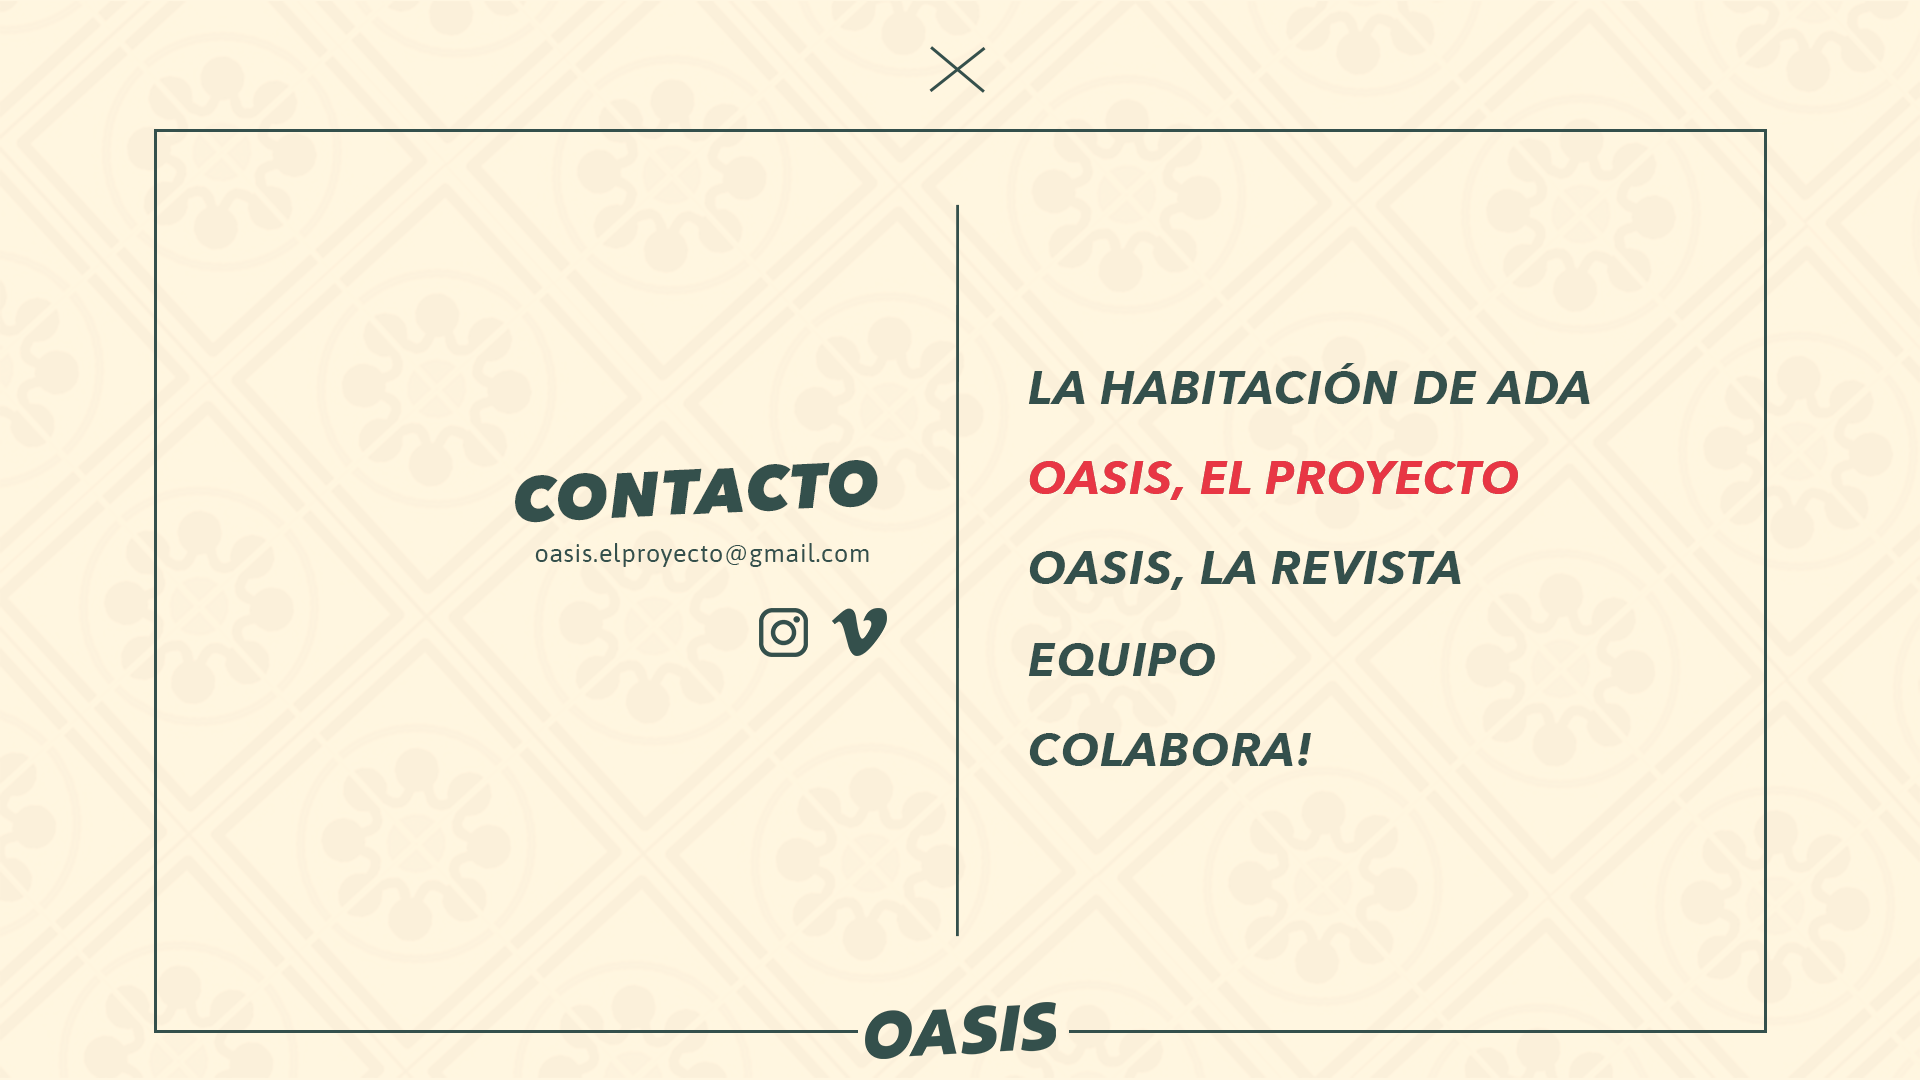 CONTACTO
oasis.elproyecto@gmail.com
LA HABITACIÓN DE ADA
OASIS, EL PROYECTO
OASIS, LA REVISTA
EQUIPO
COLABORA!
OASIS